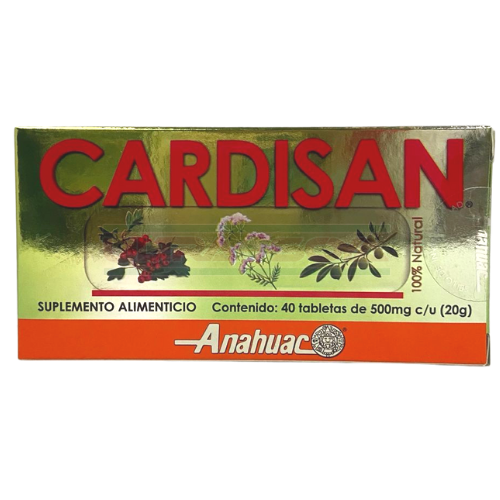 CARDISAN®
100% Natural
SUPLEMENTO ALIMENTICIO Contenido: 40 tabletas de 500mg c/u (20g)
Anahuac®